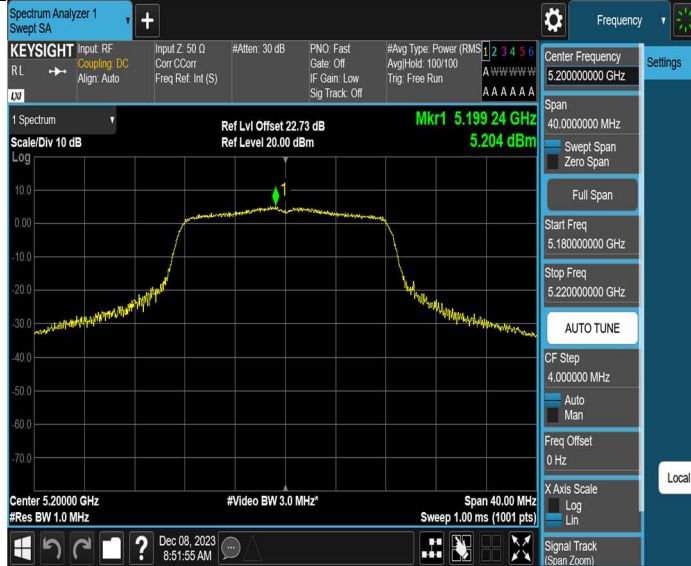 Spectrum Analyzer 1
Swept SA
Frequency
KEYSIGHT
RL
LXI
Input: RF
Coupling: DC
Align: Auto
Input Z: 50 Ω
Corr CCorr
Freq Ref: Int (S)
#Atten: 30 dB
PNO: Fast
Gate: Off
IF Gain: Low
Sig Track: Off
#Avg Type: Power (RMS
Avg|Hold: 100/100
Trig: Free Run
1 2 3 4 5 6
A W W W W W
A A A A A A
1 Spectrum
Scale/Div 10 dB
Ref Lvl Offset 22.73 dB
Ref Level 20.00 dBm
Mkr1 5.199 24 GHz
5.204 dBm
Log
1
10.0
0.00
-10.0
-20.0
-30.0
-40.0
-50.0
-60.0
-70.0
Center 5.20000 GHz
#Res BW 1.0 MHz
#Video BW 3.0 MHz*
Span 40.00 MHz
Sweep 1.00 ms (1001 pts)
?
Dec 08, 2023
8:51:55 AM
Center Frequency
5.200000000 GHz
Span
40.0000000 MHz
Swept Span
Zero Span
Full Span
Start Freq
5.180000000 GHz
Stop Freq
5.220000000 GHz
AUTO TUNE
CF Step
4.000000 MHz
Auto
Man
Freq Offset
0 Hz
X Axis Scale
Log
Lin
Signal Track
(Span Zoom)
Settings
Local